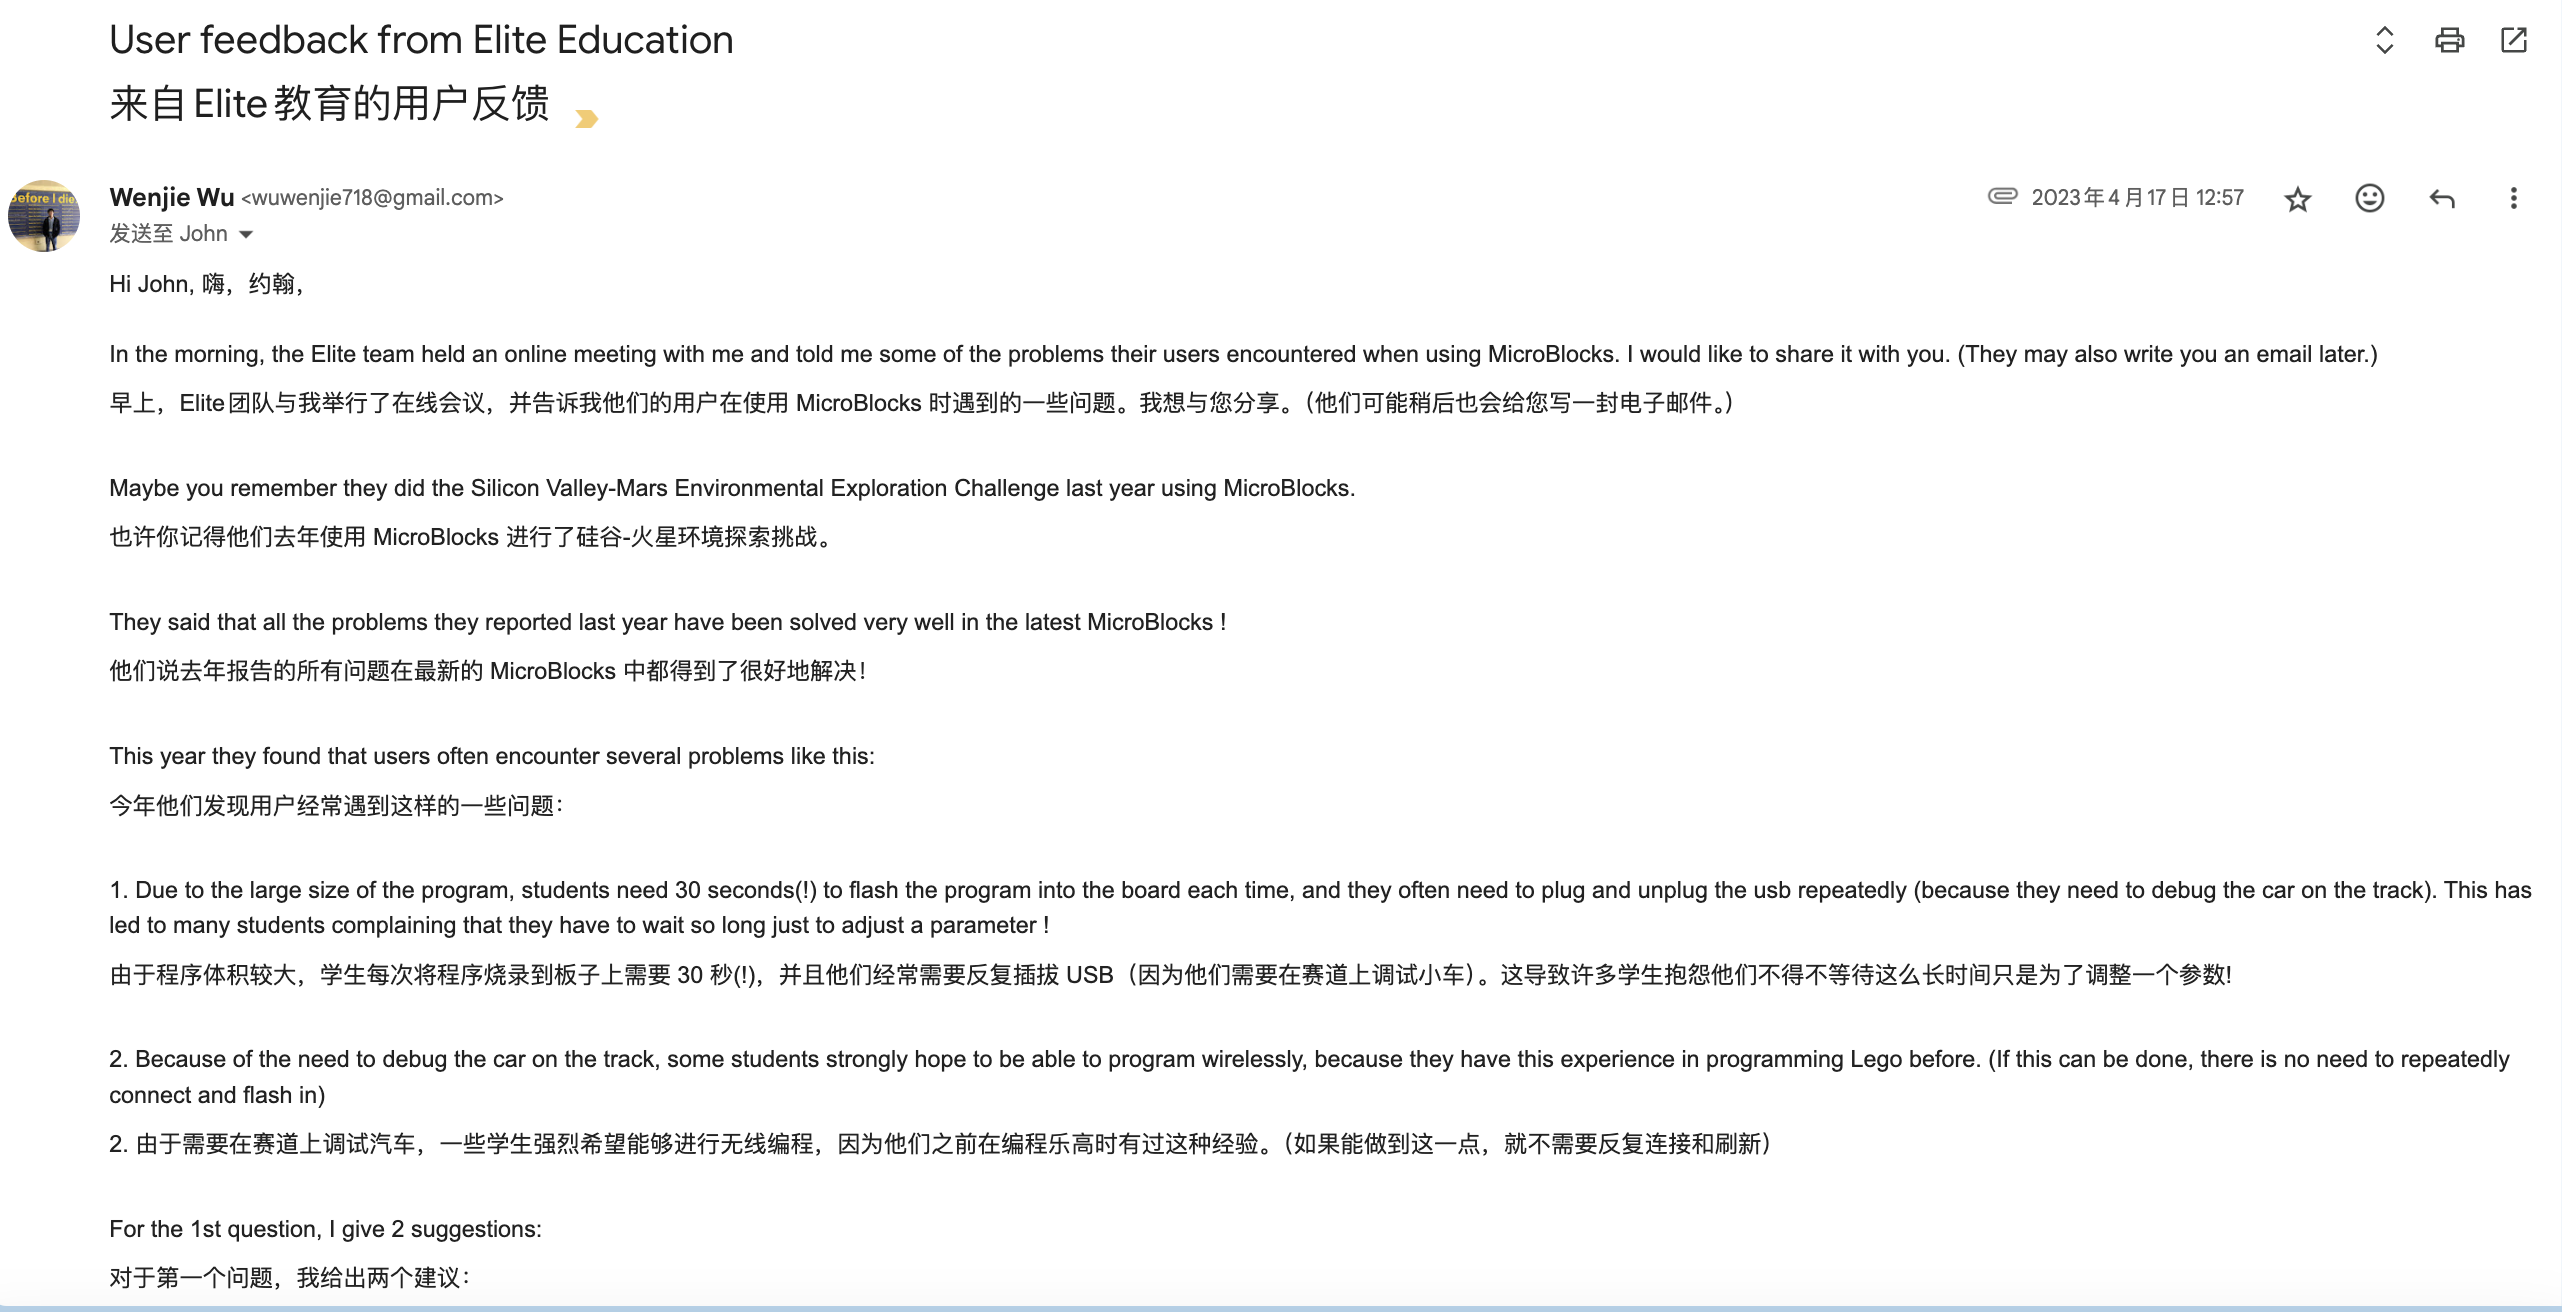 User feedback from Elite Education
来自 Elite 教育的用户反馈
Before I die
Wenjie Wu <wuwenjie718@gmail.com>
2023年4月17日 12:57
发送至 John
Hi John, 嗨，约翰，
In the morning, the Elite team held an online meeting with me and told me some of the problems their users encountered when using MicroBlocks. I would like to share it with you. (They may also write you an email later.)
早上，Elite团队与我举行了在线会议，并告诉我他们的用户在使用 MicroBlocks 时遇到的一些问题。我想与您分享。（他们可能稍后也会给您写一封电子邮件。）
Maybe you remember they did the Silicon Valley-Mars Environmental Exploration Challenge last year using MicroBlocks.
也许你记得他们去年使用 MicroBlocks 进行了硅谷-火星环境探索挑战。
They said that all the problems they reported last year have been solved very well in the latest MicroBlocks !
他们说去年报告的所有问题在最新的 MicroBlocks 中都得到了很好地解决！
This year they found that users often encounter several problems like this:
今年他们发现用户经常遇到这样的一些问题：
1. Due to the large size of the program, students need 30 seconds(!) to flash the program into the board each time, and they often need to plug and unplug the usb repeatedly (because they need to debug the car on the track). This has
led to many students complaining that they have to wait so long just to adjust a parameter !
由于程序体积较大，学生每次将程序烧录到板子上需要 30 秒(!)，并且他们经常需要反复插拔 USB（因为他们需要在赛道上调试小车）。这导致许多学生抱怨他们不得不等待这么长时间只是为了调整一个参数!
2. Because of the need to debug the car on the track, some students strongly hope to be able to program wirelessly, because they have this experience in programming Lego before. (If this can be done, there is no need to repeatedly
connect and flash in)
2. 由于需要在赛道上调试汽车，一些学生强烈希望能够进行无线编程，因为他们之前在编程乐高时有过这种经验。（如果能做到这一点，就不需要反复连接和刷新）
For the 1st question, I give 2 suggestions:
对于第一个问题，我给出两个建议：